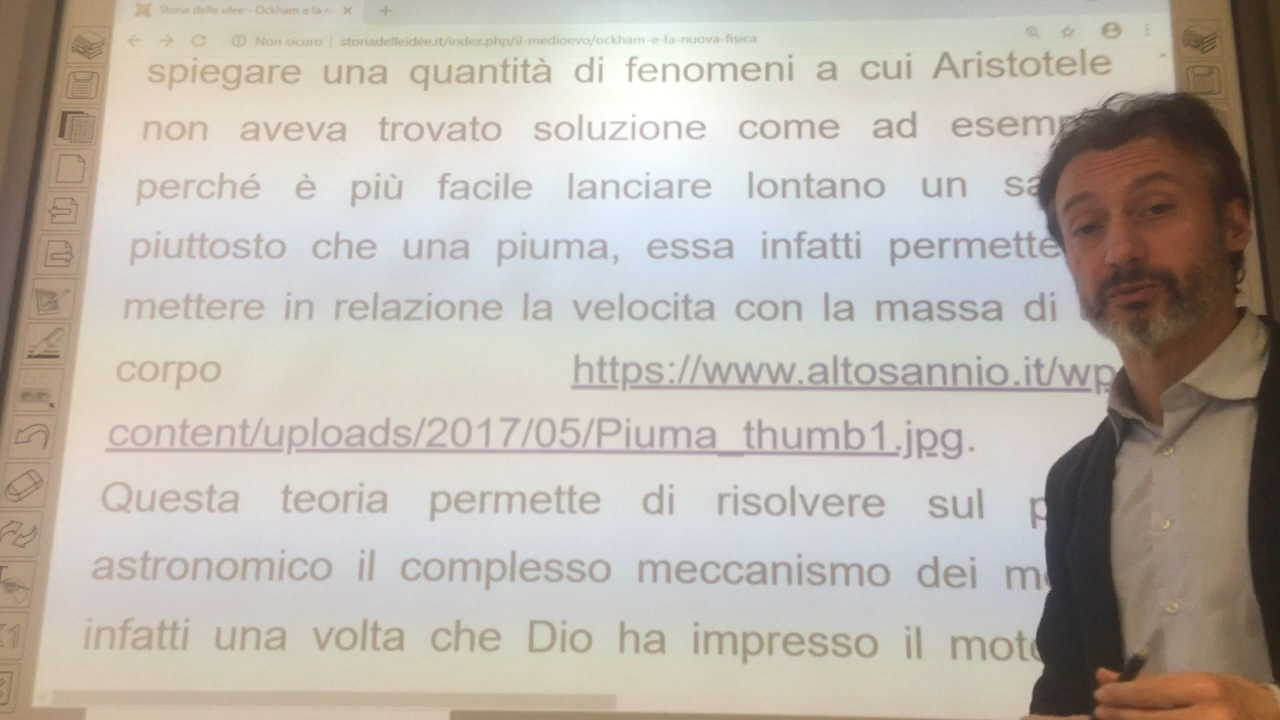 Storia delle idee - Ockham e la n
Non sicuro | storiadelleidee.it/index.php/il-medioevo/ockham-e-la-nuova-fisica
spiegare una quantità di fenomeni a cui Aristotele
non aveva trovato soluzione come ad
perché è più facile lanciare lontano un
piuttosto che una piuma, essa infatti permette
mettere in relazione la velocita con la massa di
corpo https://www.altosannio.it/wp
content/uploads/2017/05/Piuma_thumb1.jpg.
Questa teoria permette di risolvere sul
astronomico il complesso meccanismo dei
infatti una volta che Dio ha impresso il